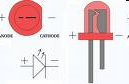 ANODE CATHODE
+ −
+ −
+ −